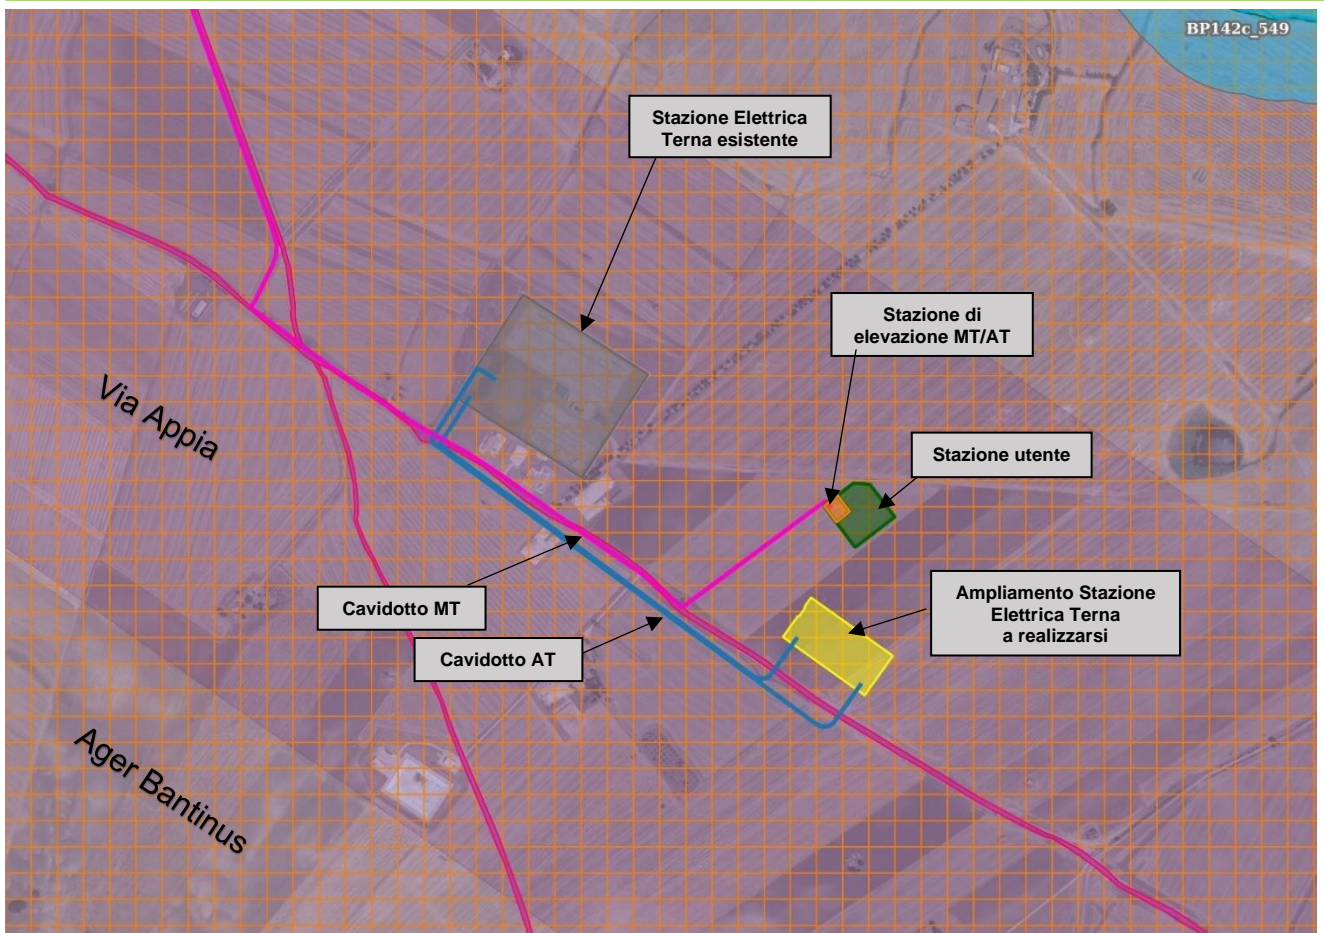 BP142c_549
Stazione Elettrica
Terna esistente
Stazione di
elevazione MT/AT
Via Appia
Stazione utente
Ampliamento Stazione
Elettrica Terna
a realizzarsi
Cavidotto MT
Cavidotto AT
Ager Bantinus